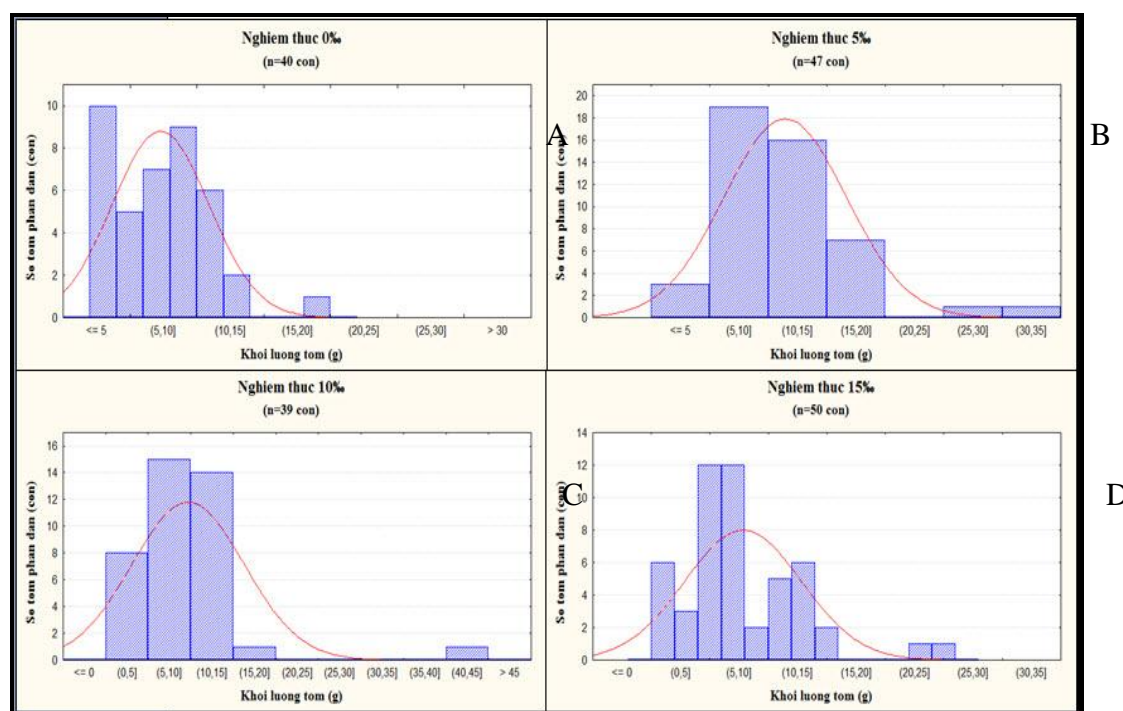 Nghiem thuc 0‰
(n=40 con)
So tom phan dan (con)
10
8
6
4
2
0
<= 5 (5,10] (10,15] (15,20] (20,25] (25,30] > 30
Khoi luong tom (g)
A
Nghiem thuc 5‰
(n=47 con)
So tom phan dan (con)
20
18
16
14
12
10
8
6
4
2
0
<= 5 (5,10] (10,15] (15,20] (20,25] (25,30] (30,35]
Khoi luong tom (g)
B
Nghiem thuc 10‰
(n=39 con)
So tom phan dan (con)
16
14
12
10
8
6
4
2
0
<= 0 (0,5] (5,10] (10,15] (15,20] (20,25] (25,30] (30,35] (35,40] (40,45] > 45
Khoi luong tom (g)
C
Nghiem thuc 15‰
(n=50 con)
So tom phan dan (con)
14
12
10
8
6
4
2
0
<= 0 (0,5] (5,10] (10,15] (15,20] (20,25] (25,30] (30,35]
Khoi luong tom (g)
D